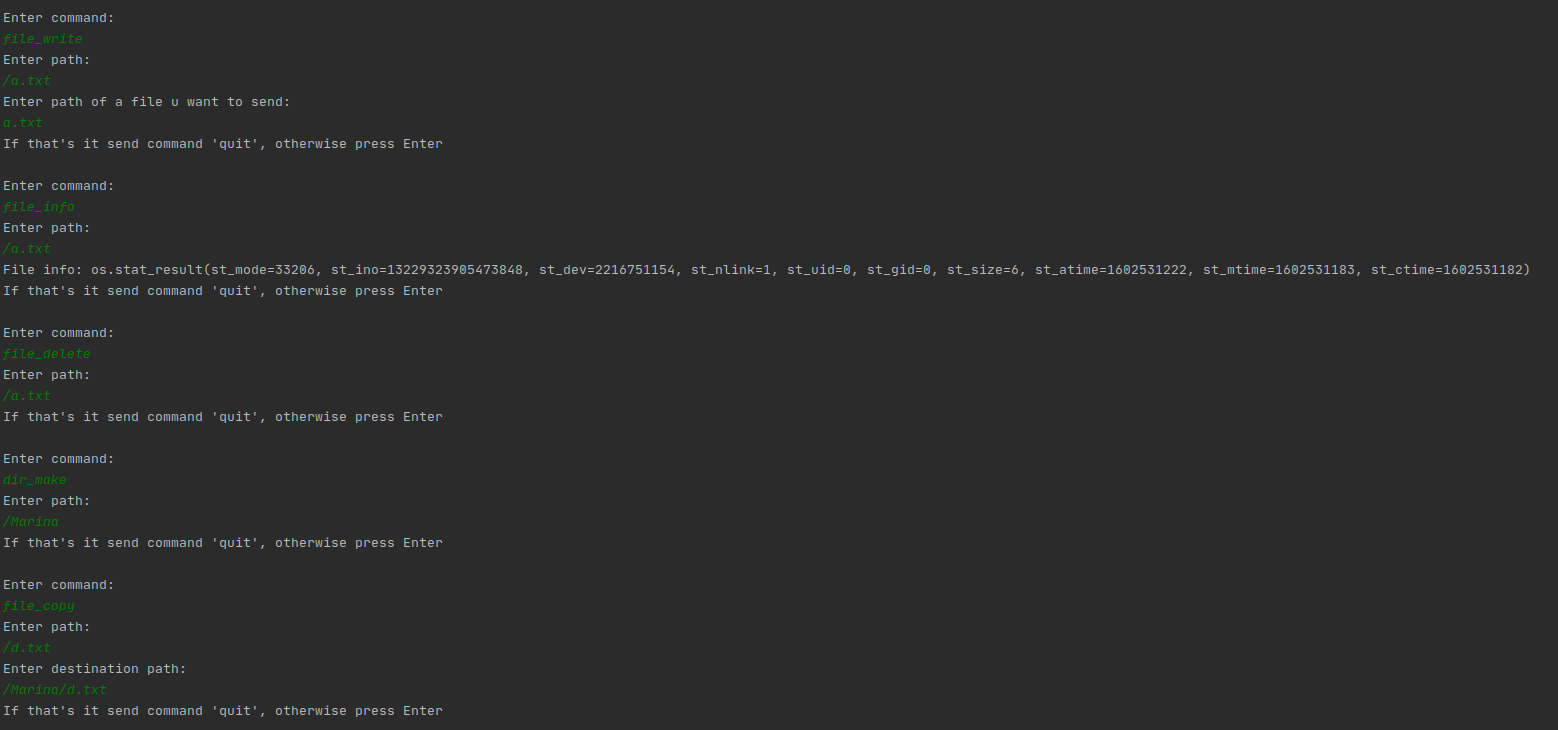 Enter command:
file_write
Enter path:
/a.txt
Enter path of a file u want to send:
a.txt
If that's it send command 'quit', otherwise press Enter
Enter command:
file_info
Enter path:
/a.txt
File info: os.stat_result(st_mode=33206, st_ino=13229323905473848, st_dev=2216751154, st_nlink=1, st_uid=0, st_gid=0, st_size=6, st_atime=1602531222, st_mtime=1602531183, st_ctime=1602531182)
If that's it send command 'quit', otherwise press Enter
Enter command:
file_delete
Enter path:
/a.txt
If that's it send command 'quit', otherwise press Enter
Enter command:
dir_make
Enter path:
/Marina
If that's it send command 'quit', otherwise press Enter
Enter command:
file_copy
Enter path:
/d.txt
Enter destination path:
/Marina/d.txt
If that's it send command 'quit', otherwise press Enter